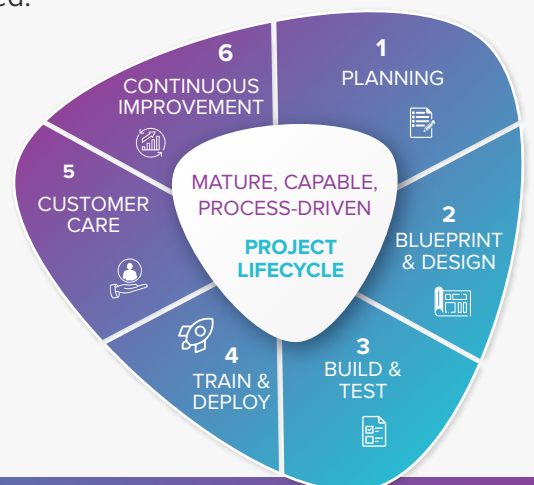 1
PLANNING
2
BLUEPRINT
& DESIGN
3
BUILD &
TEST
4
TRAIN &
DEPLOY
5
CUSTOMER
CARE
6
CONTINUOUS
IMPROVEMENT
MATURE, CAPABLE,
PROCESS-DRIVEN
PROJECT
LIFECYCLE